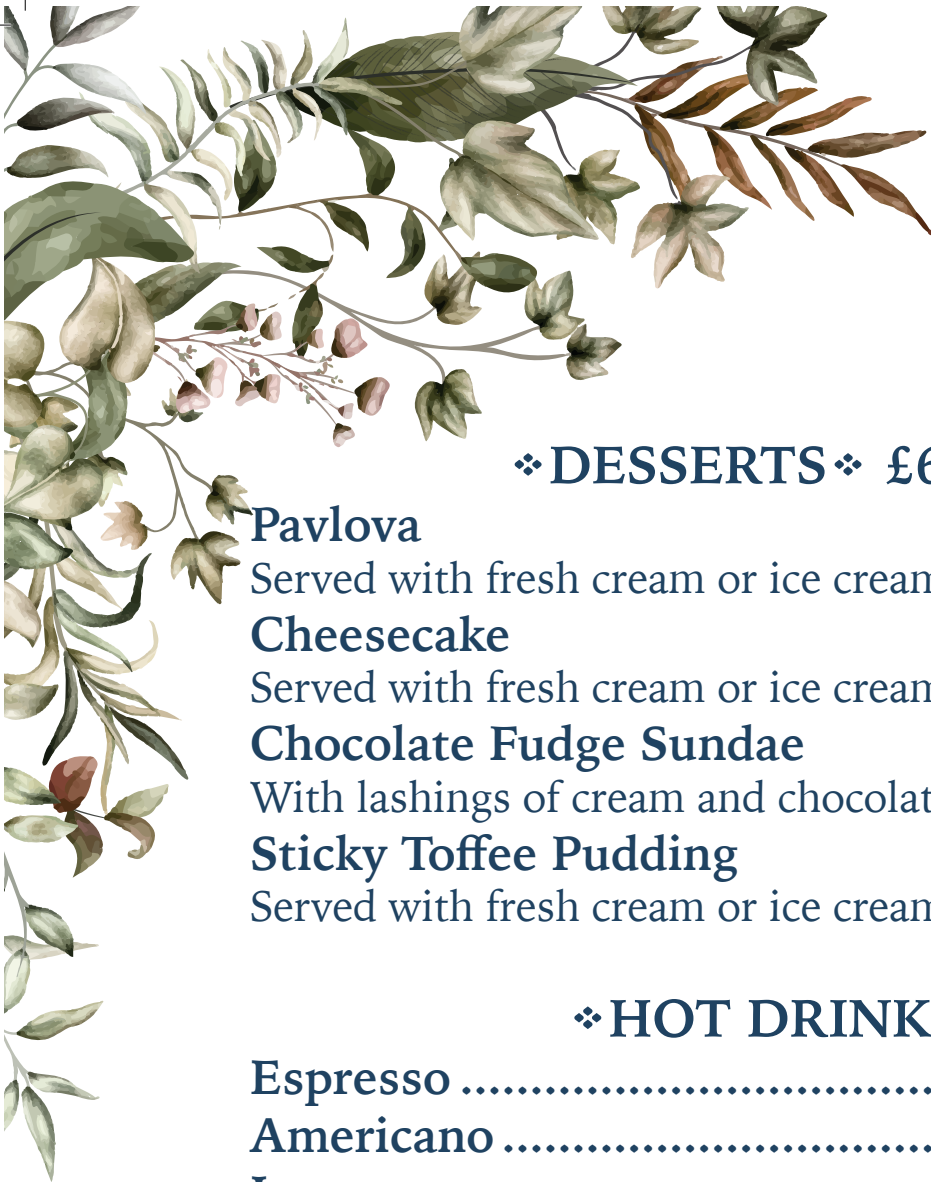 ❖DESSERTS❖ £6
Pavlova
Served with fresh cream or ice cream
Cheesecake
Served with fresh cream or ice cream
Chocolate Fudge Sundae
With lashings of cream and chocolat
Sticky Toffee Pudding
Served with fresh cream or ice cream
❖HOT DRINK
Espresso ........................................
Americano ....................................